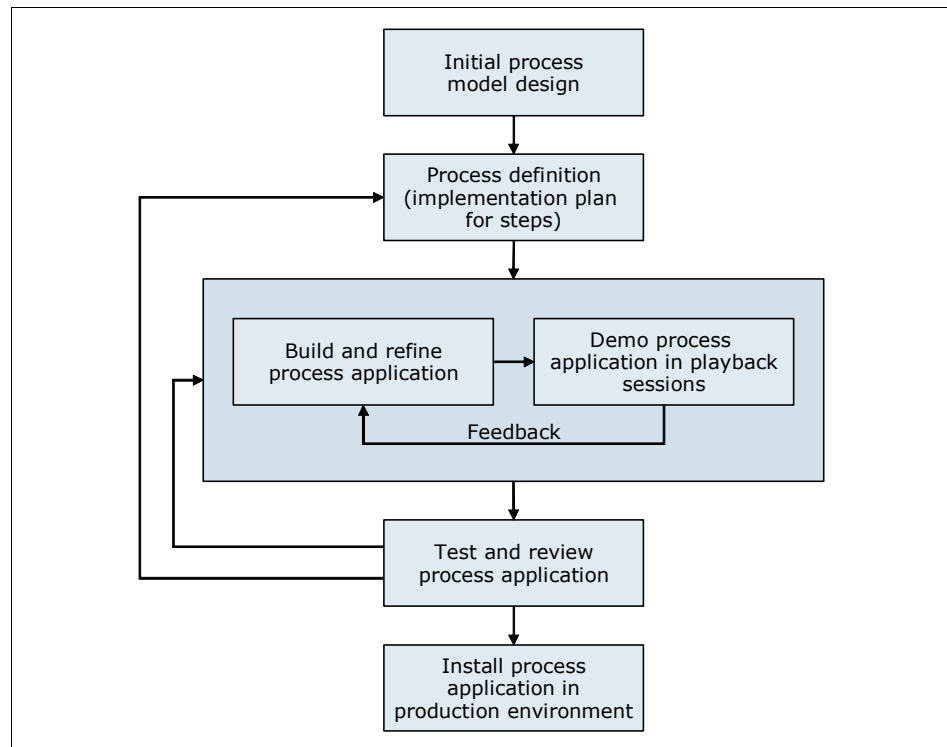 Initial process
model design
Process definition
(implementation plan
for steps)
Build and refine
process application
Demo process
application in playback
sessions
Feedback
Test and review
process application
Install process
application in
production environment